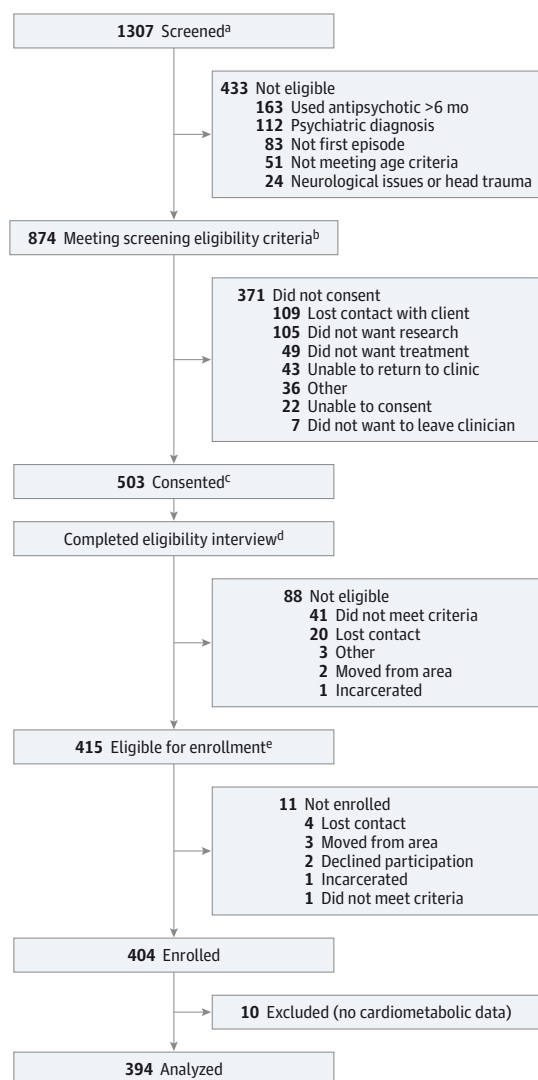 1307 Screenedᵃ
433 Not eligible
163 Used antipsychotic >6 mo
112 Psychiatric diagnosis
83 Not first episode
51 Not meeting age criteria
24 Neurological issues or head trauma
874 Meeting screening eligibility criteriaᵇ
371 Did not consent
109 Lost contact with client
105 Did not want research
49 Did not want treatment
43 Unable to return to clinic
36 Other
22 Unable to consent
7 Did not want to leave clinician
503 Consentedᶜ
Completed eligibility interviewᵈ
88 Not eligible
41 Did not meet criteria
20 Lost contact
3 Other
2 Moved from area
1 Incarcerated
415 Eligible for enrollmentᵉ
11 Not enrolled
4 Lost contact
3 Moved from area
2 Declined participation
1 Incarcerated
1 Did not meet criteria
404 Enrolled
10 Excluded (no cardiometabolic data)
394 Analyzed